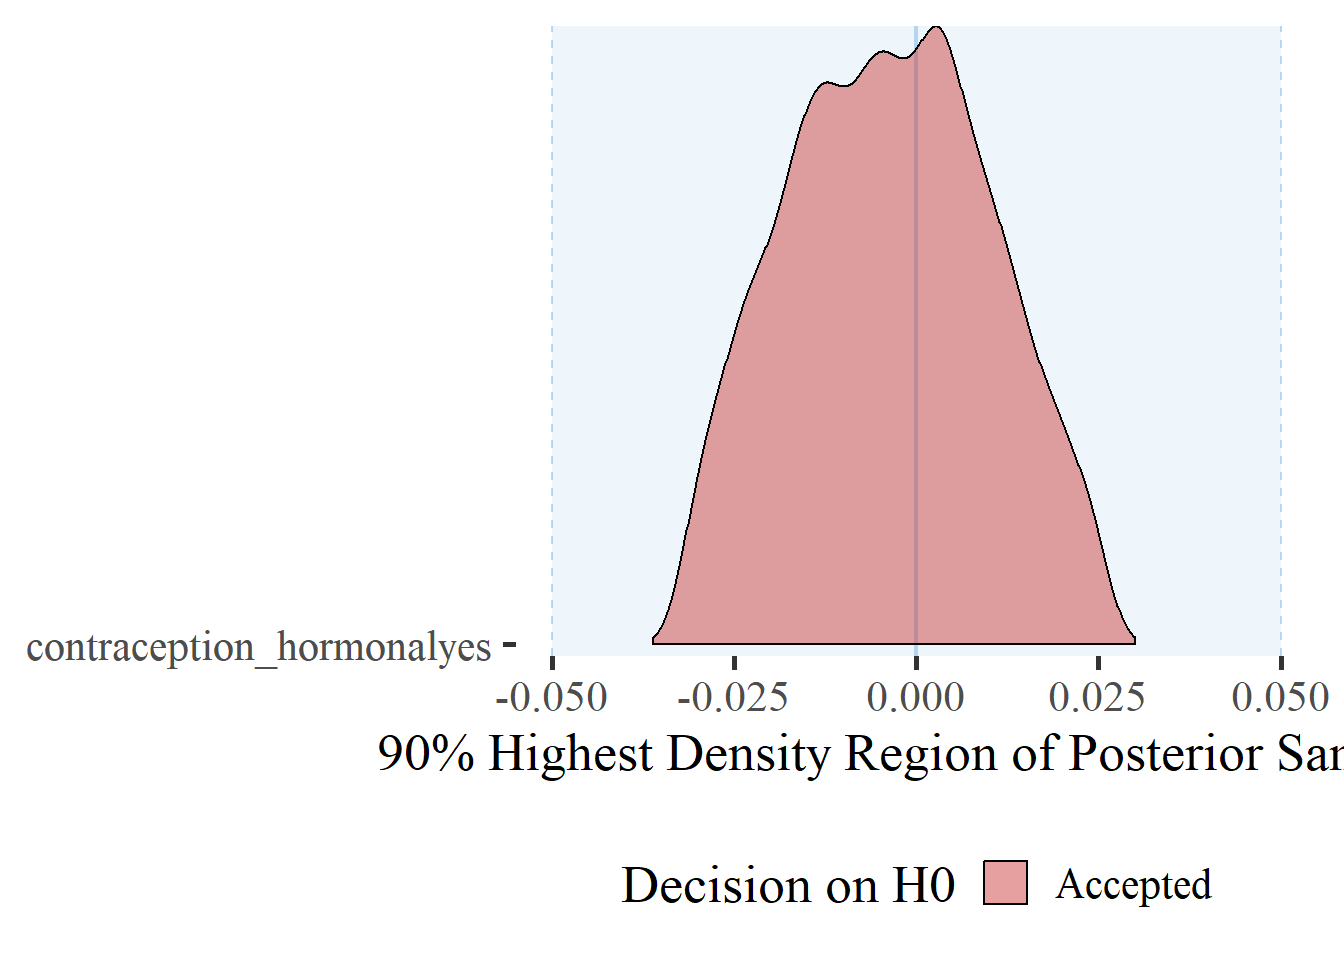 contraception_hormonalyes
-0.050 -0.025 0.000 0.025 0.050
90% Highest Density Region of Posterior
Decision on H0 Accepted